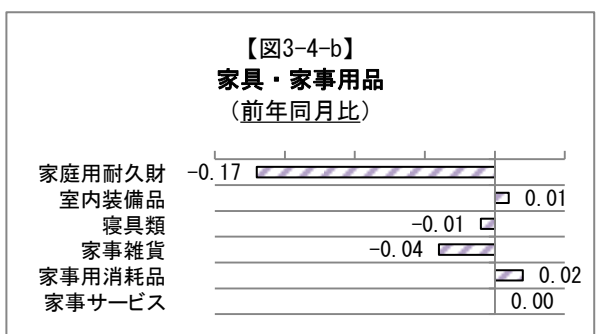 【図3-4-b】
家具・家事用品
（前年同月比）
家庭用耐久財 -0.17
室内装備品 0.01
寝具類 -0.01
家事雑貨 -0.04
家事用消耗品 0.02
家事サービス 0.00